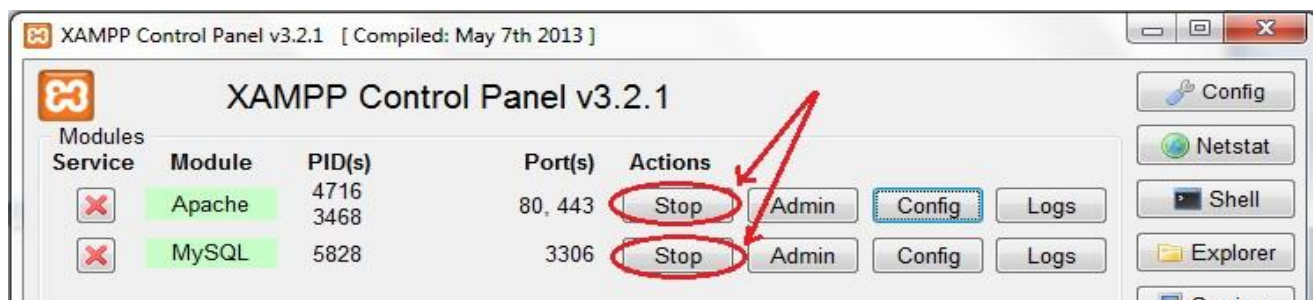 XAMPP Control Panel v3.2.1 [ Compiled: May 7th 2013 ]
XAMPP Control Panel v3.2.1
Modules
Service Module PID(s) Port(s) Actions
Apache 4716 3468 80, 443 Stop Admin Config Logs
MySQL 5828 3306 Stop Admin Config Logs
Config
Netstat
Shell
Explorer